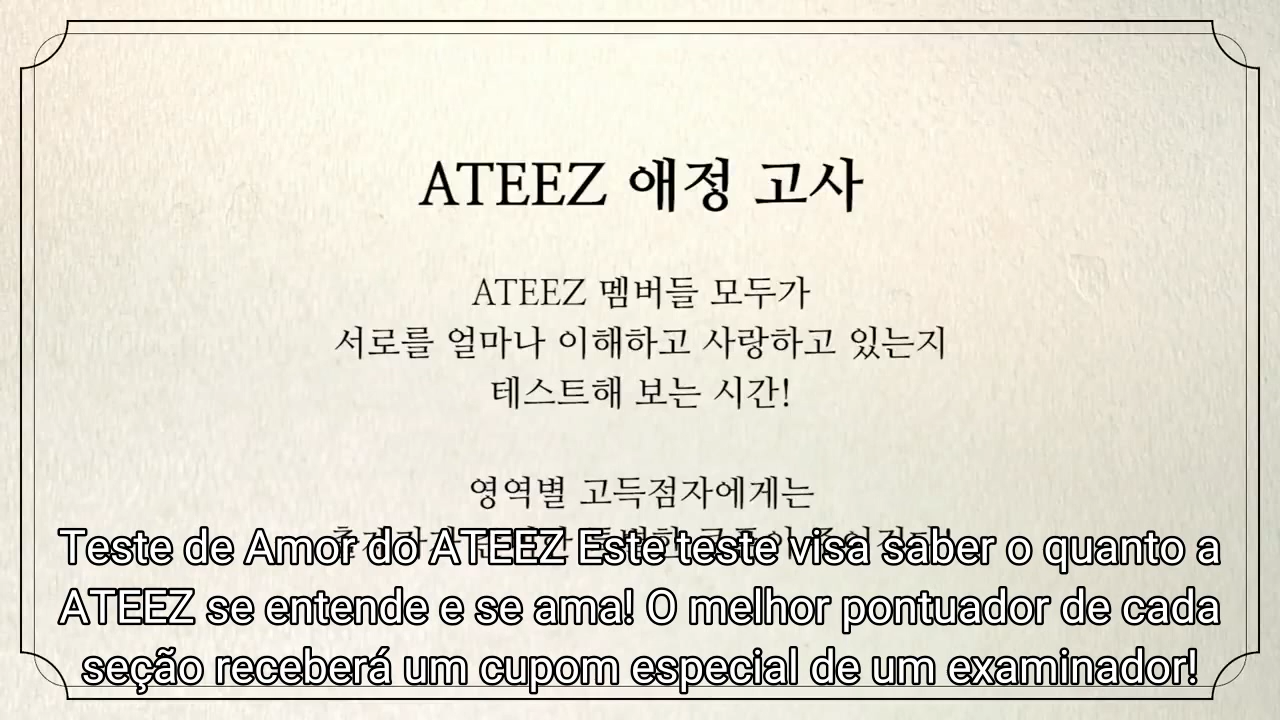 ATEEZ 애정 고사
ATEEZ 멤버들 모두가
서로를 얼마나 이해하고 사랑하고 있는지
테스트해 보는 시간!
영역별 고득점자에게는
Teste de Amor do ATEEZ Este teste visa saber o quanto a
ATEEZ se entende e se ama! O melhor pontuador de cada
seção receberá um cupom especial de um examinador!